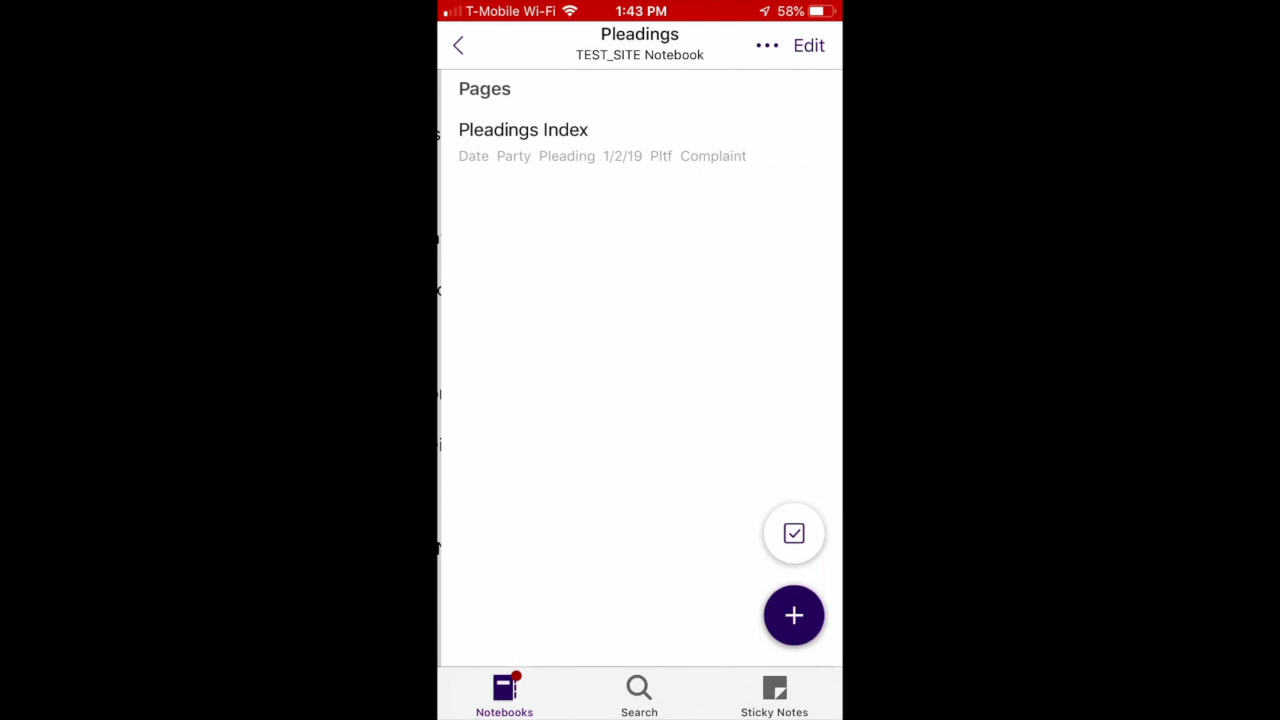 T-Mobile Wi-Fi 1:43 PM 58%
Pleadings
TEST_SITE Notebook
Edit
Pages
Pleadings Index
Date Party Pleading 1/2/19 Pltf Complaint
Notebooks Search Sticky Notes